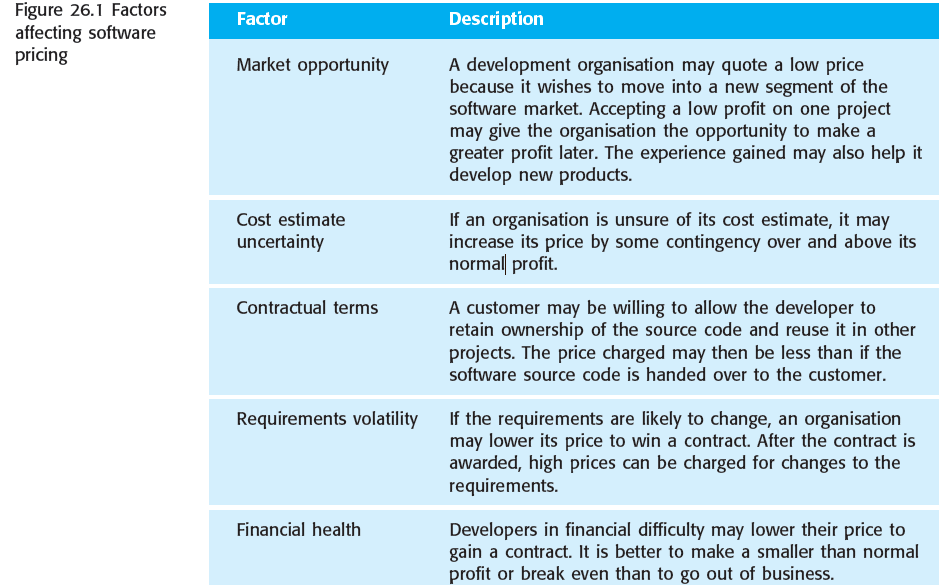 Figure 26.1 Factors
affecting software
pricing
Factor Description
Market opportunity A development organisation may quote a low price
because it wishes to move into a new segment of the
software market. Accepting a low profit on one project
may give the organisation the opportunity to make a
greater profit later. The experience gained may also help it
develop new products.
Cost estimate If an organisation is unsure of its cost estimate, it may
uncertainty increase its price by some contingency over and above its
normal profit.
Contractual terms A customer may be willing to allow the developer to
retain ownership of the source code and reuse it in other
projects. The price charged may then be less than if the
software source code is handed over to the customer.
Requirements volatility If the requirements are likely to change, an organisation
may lower its price to win a contract. After the contract is
awarded, high prices can be charged for changes to the
requirements.
Financial health Developers in financial difficulty may lower their price to
gain a contract. It is better to make a smaller than normal
profit or break even than to go out of business.